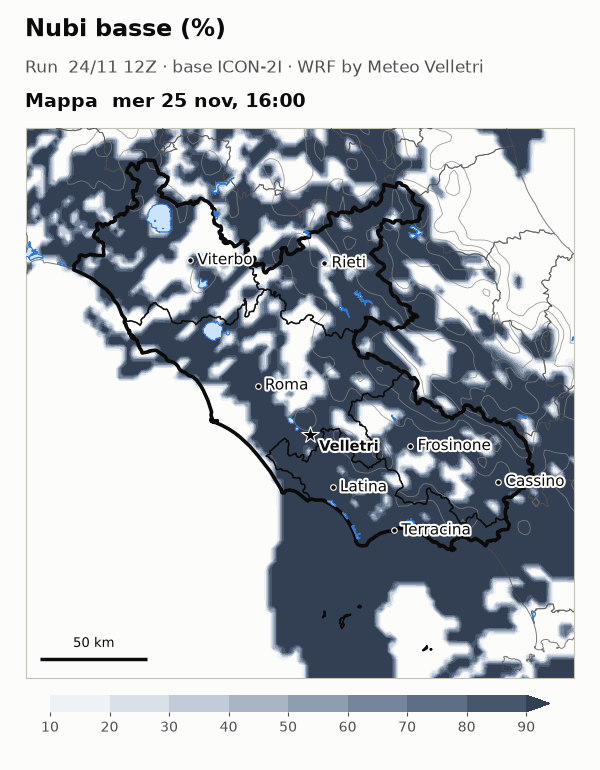 Nubi basse (%)
Run  24/11 12Z · base ICON-2I · WRF by Meteo Velletri
Mappa  mer 25 nov, 16:00
Viterbo
Rieti
Roma
Velletri
Frosinone
Cassino
Latina
Terracina
50 km
10 20 30 40 50 60 70 80 90